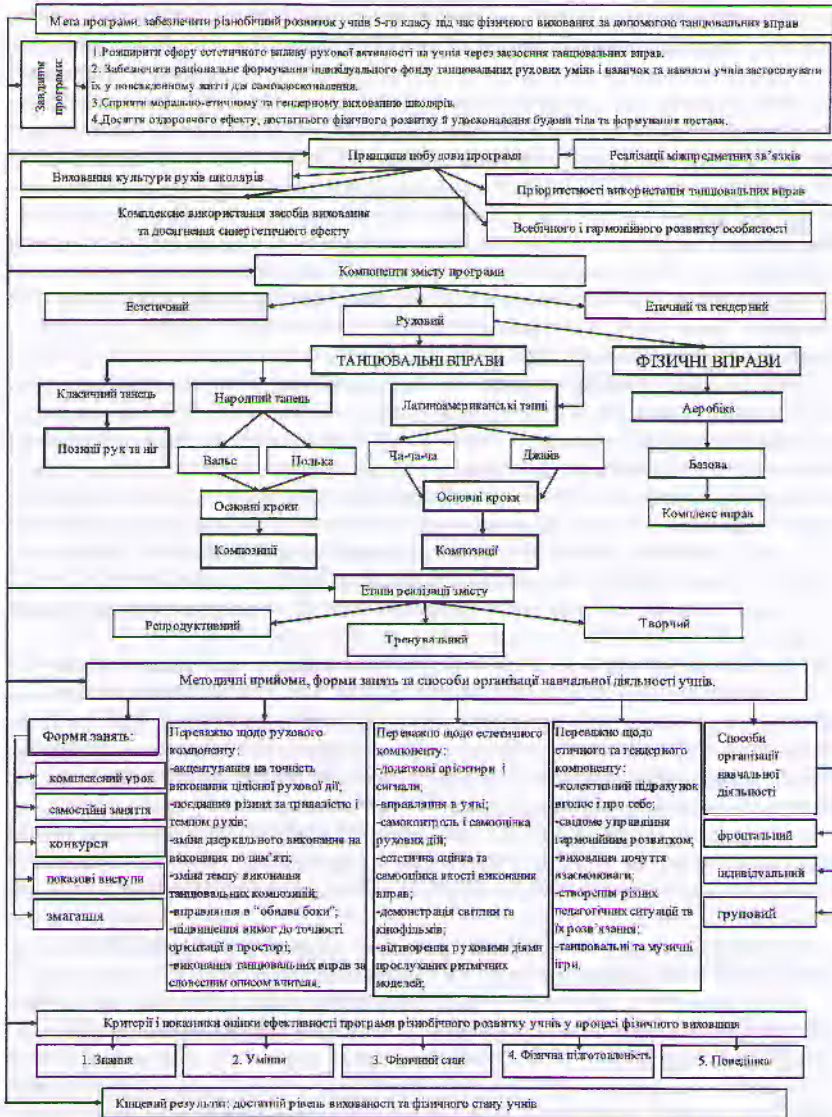 Мета програми: забезпечити різнобічний розвиток учнів 5-го класу під час фізичного виховання за допомогою танцювальних вправ
Завдання
програми:
1.Розширити сферу естетичного впливу рухової активності на учнів через засвоєння танцювальних вправ.
2. Забезпечити раціональне формування індивідуального фонду танцювальних рухових умінь і навичок та навчити учнів застосовувати
їх у повсякденному житті для самовдосконалення.
3.Сприяти морально-етичному та гендерному вихованню школярів.
4.Досягти оздоровчого ефекту, достатнього фізичного розвитку й удосконалення будови тіла та формування постави.
Принципи побудови програми
Реалізації міжпредметних зв'язків
Виховання культури рухів школярів
Пріоритетності використання танцювальних вправ
Комплексне використання засобів виховання
та досягнення синергетичного ефекту
Всебічного і гармонійного розвитку особистості
Компоненти змісту програми
Естетичний
Етичний та гендерний
Руховий
ТАНЦЮВАЛЬНІ ВПРАВИ
ФІЗИЧНІ ВПРАВИ
Класичний танець
Народний танець
Латиноамериканські танці
Аеробіка
Позиції рук та ніг
Вальс
Полька
Ча-ча-ча
Джайв
Базова
Основні кроки
Основні кроки
Комплекс вправ
Композиції
Композиції
Етапи реалізації змісту
Репродуктивний
Тренувальний
Творчий
Методичні прийоми, форми занять та способи організації навчальної діяльності учнів.
Форми занять:
комплексний урок
самостійні заняття
конкурси
показові виступи
змагання
Переважно щодо рухового
компоненту:
-акцентування на точність
виконання цілісної рухової дії;
-поєднання різних за тривалістю і
темпом рухів;
-зміна дзеркального виконання на
виконання по пам'яті;
-зміна темпу виконання
танцювальних композицій;
-вправляння в "обидва боки";
-підвищення вимог до точності
орієнтації в просторі;
-виконання танцювальних вправ за
словесним описом вчителя.
Переважно щодо естетичного
компоненту:
-додаткові орієнтири і
сигнали;
-вправляння в уяві;
-самоконтроль і самооцінка
рухових дій;
-естетична оцінка та
самооцінка якості виконання
вправ;
-демонстрація світлин та
кінофільмів;
-відтворення руховими діями
прослуханих ритмічних
моделей;
Переважно щодо
етичного та гендерного
компоненту:
-колективний підрахунок
вголос і про себе;
-свідоме управління
гармонійним розвитком;
-виховання почуття
взаємоповаги;
-створення різних
педагогічних ситуацій та
їх розв'язання;
-танцювальні та музичні
ігри.
Способи
організації
навчальної
діяльності
фронтальний
індивідуальний
груповий
Критерії і показники оцінки ефективності програми різнобічного розвитку учнів у процесі фізичного виховання
1. Знання
2. Уміння
3. Фізичний стан
4. Фізична підготовленість
5. Поведінка
Кінцевий результат: достатній рівень вихованості та фізичного стану учнів